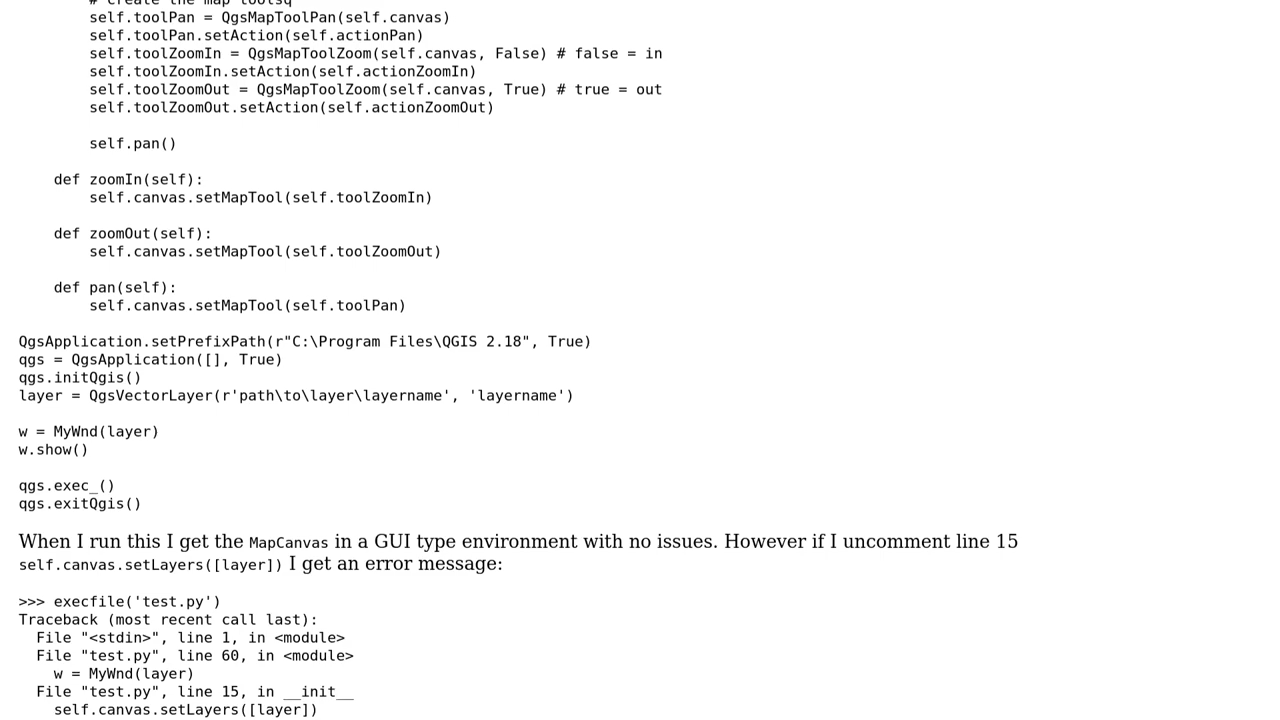 # Create the map toolsq
self.toolPan = QgsMapToolPan(self.canvas)
self.toolPan.setAction(self.actionPan)
self.toolZoomIn = QgsMapToolZoom(self.canvas, False) # false = in
self.toolZoomIn.setAction(self.actionZoomIn)
self.toolZoomOut = QgsMapToolZoom(self.canvas, True) # true = out
self.toolZoomOut.setAction(self.actionZoomOut)
self.pan()
def zoomIn(self):
self.canvas.setMapTool(self.toolZoomIn)
def zoomOut(self):
self.canvas.setMapTool(self.toolZoomOut)
def pan(self):
self.canvas.setMapTool(self.toolPan)
QgsApplication.setPrefixPath(r"C:\Program Files\QGIS 2.18", True)
qgs = QgsApplication([], True)
qgs.initQgis()
layer = QgsVectorLayer(r'path\to\layer\layername', 'layername')
w = MyWnd(layer)
w.show()
qgs.exec_()
qgs.exitQgis()
When I run this I get the MapCanvas in a GUI type environment with no issues. However if I uncomment line 15
self.canvas.setLayers([layer]) I get an error message:
>>> execfile('test.py')
Traceback (most recent call last):
File "<stdin>", line 1, in <module>
File "test.py", line 60, in <module>
w = MyWnd(layer)
File "test.py", line 15, in __init__
self.canvas.setLayers([layer])